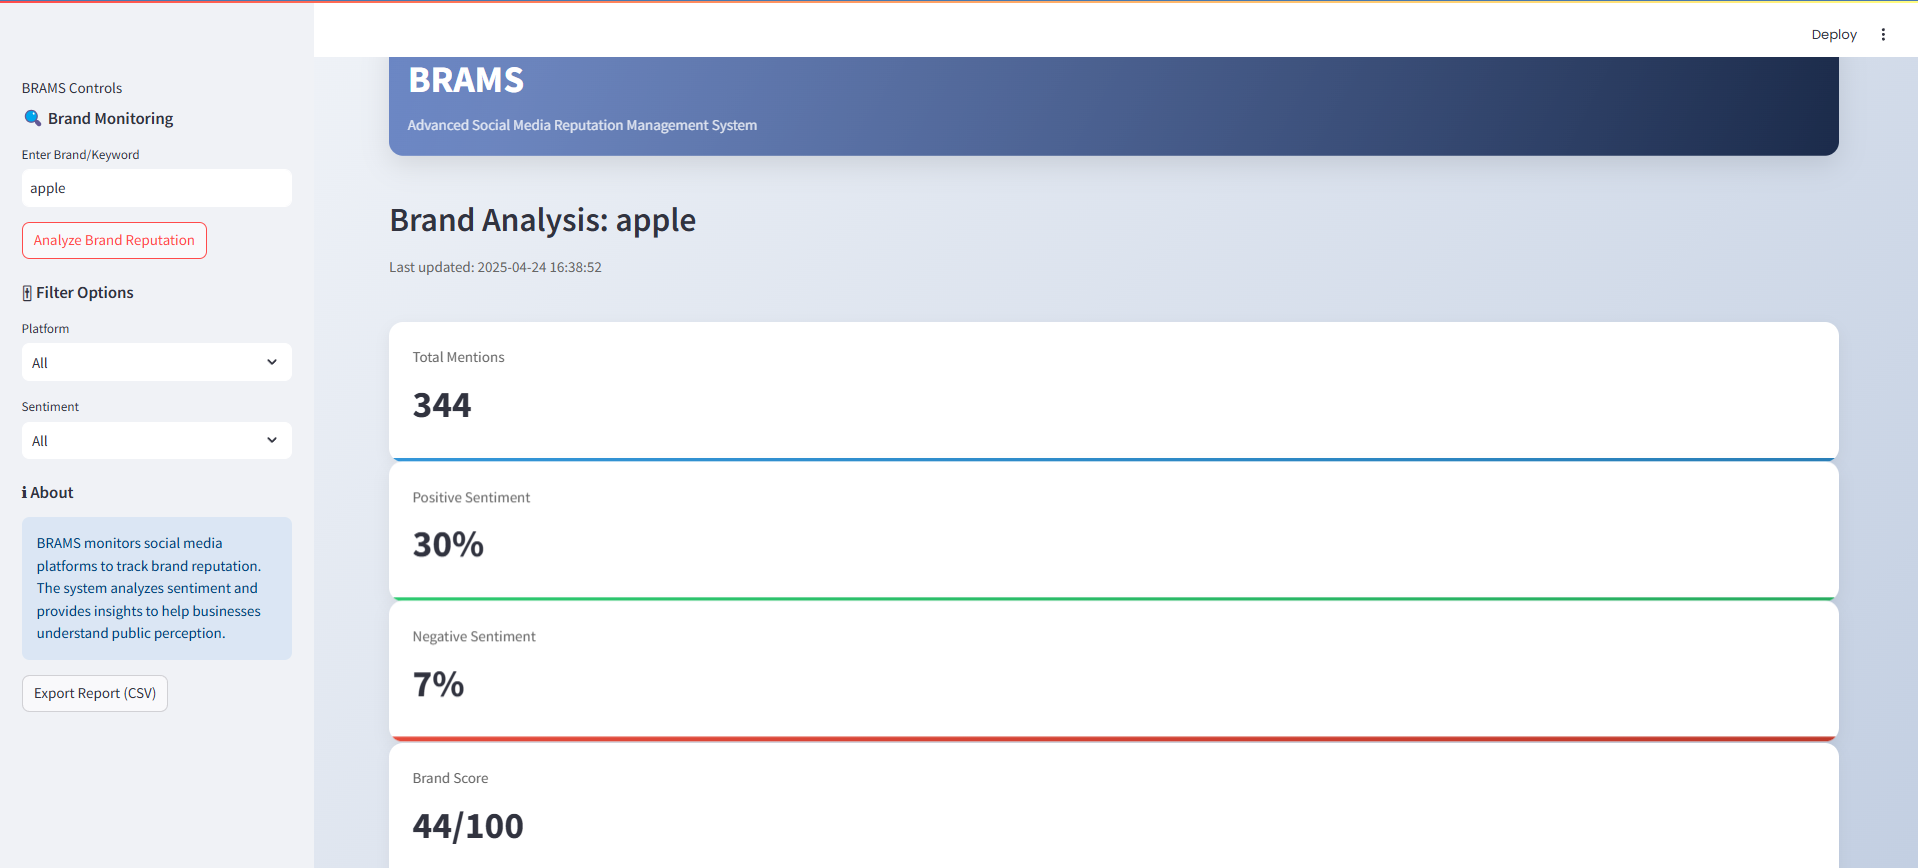 Deploy
BRAMS Controls
Brand Monitoring
Enter Brand/Keyword
apple
Analyze Brand Reputation
Filter Options
Platform
All
Sentiment
All
ℹ About
BRAMS monitors social media
platforms to track brand reputation.
The system analyzes sentiment and
provides insights to help businesses
understand public perception.
Export Report (CSV)
BRAMS
Advanced Social Media Reputation Management System
Brand Analysis: apple
Last updated: 2025-04-24 16:38:52
Total Mentions
344
Positive Sentiment
30%
Negative Sentiment
7%
Brand Score
44/100